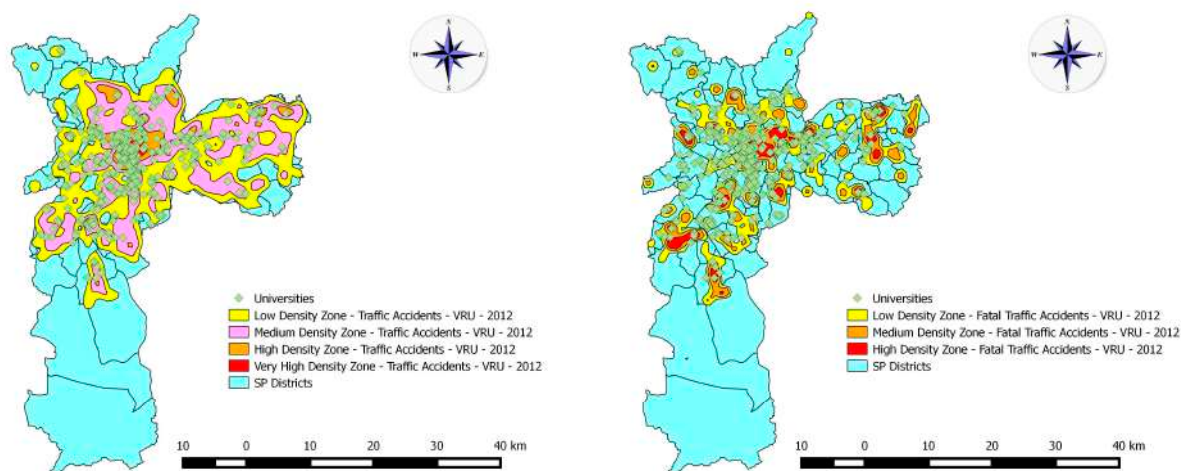 N
W E
S
Universities
Low Density Zone - Traffic Accidents - VRU - 2012
Medium Density Zone - Traffic Accidents - VRU - 2012
High Density Zone - Traffic Accidents - VRU - 2012
Very High Density Zone - Traffic Accidents - VRU - 2012
SP Districts
10 0 10 20 30 40 km
N
W E
S
Universities
Low Density Zone - Fatal Traffic Accidents - VRU - 2012
Medium Density Zone - Fatal Traffic Accidents - VRU - 2012
High Density Zone - Fatal Traffic Accidents - VRU - 2012
SP Districts
10 0 10 20 30 40 km